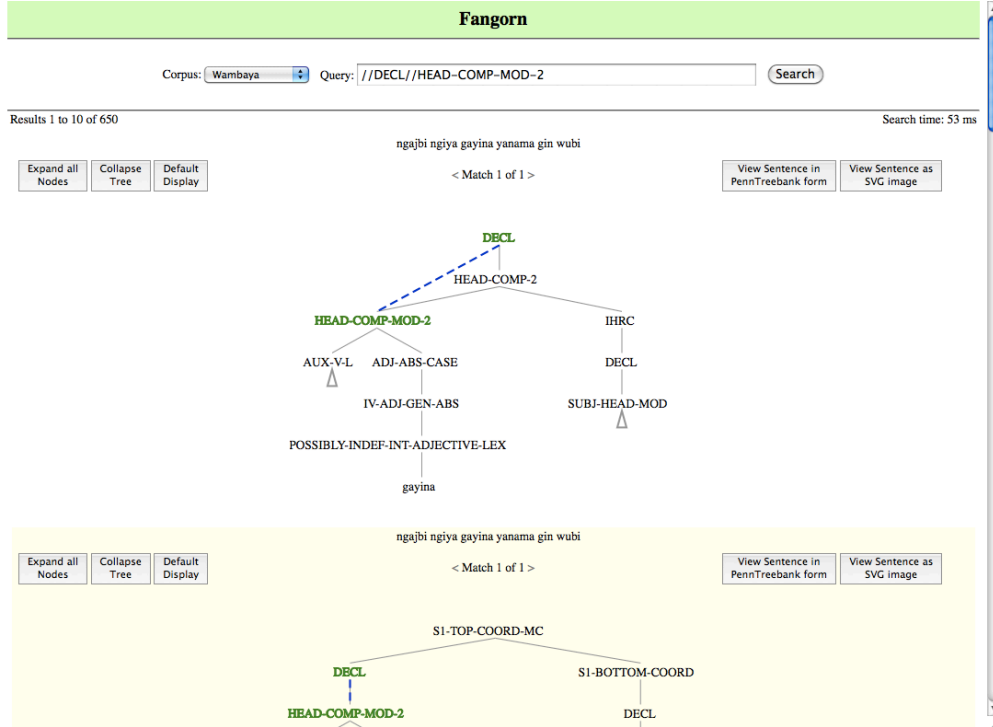 Fangorn
Corpus: Wambaya Query: //DECL//HEAD-COMP-MOD-2 Search
Results 1 to 10 of 650 Search time: 53 ms
ngajbi ngiya gayina yanama gin wubi
Expand all Nodes Collapse Tree Default Display < Match 1 of 1 > View Sentence in PennTreebank form View Sentence as SVG image
DECL
HEAD-COMP-2
HEAD-COMP-MOD-2 IHRC
AUX-V-L ADJ-ABS-CASE DECL
IV-ADJ-GEN-ABS SUBJ-HEAD-MOD
POSSIBLY-INDEF-INT-ADJECTIVE-LEX
gayina
ngajbi ngiya gayina yanama gin wubi
Expand all Nodes Collapse Tree Default Display < Match 1 of 1 > View Sentence in PennTreebank form View Sentence as SVG image
S1-TOP-COORD-MC
DECL S1-BOTTOM-COORD
HEAD-COMP-MOD-2 DECL